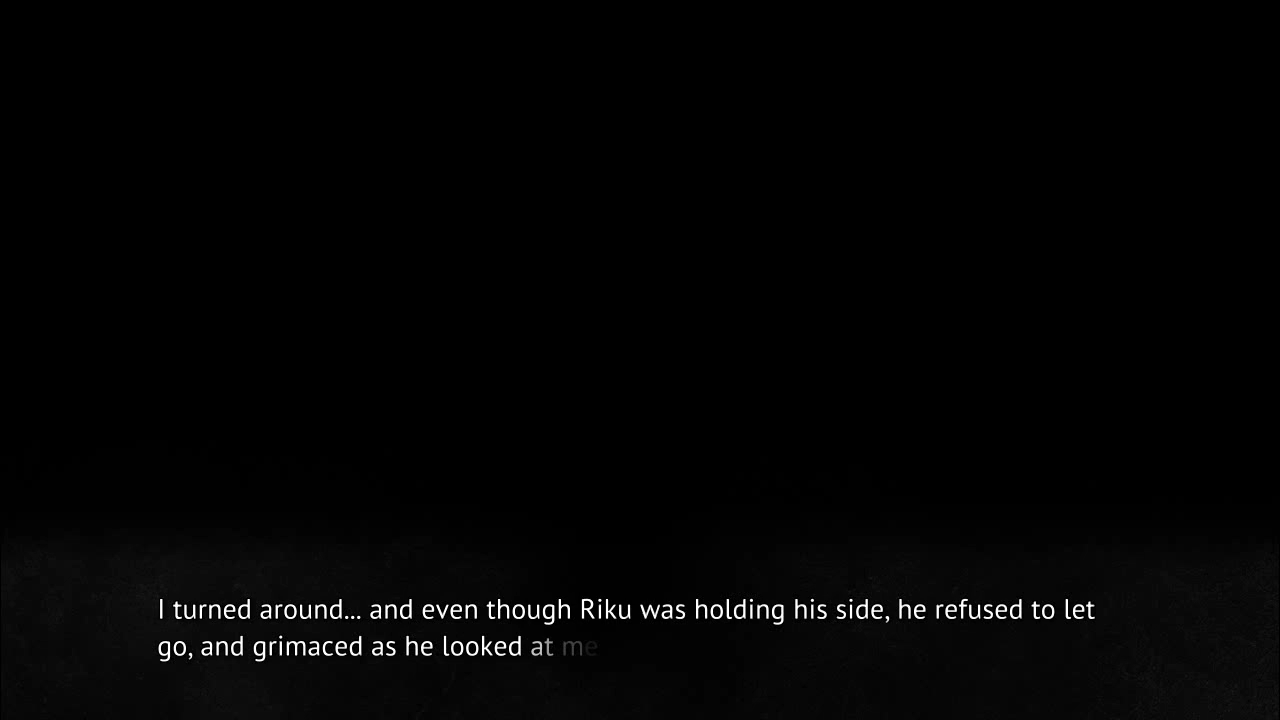 I turned around... and even though Riku was holding his side, he refused to let
go, and grimaced as he looked at me